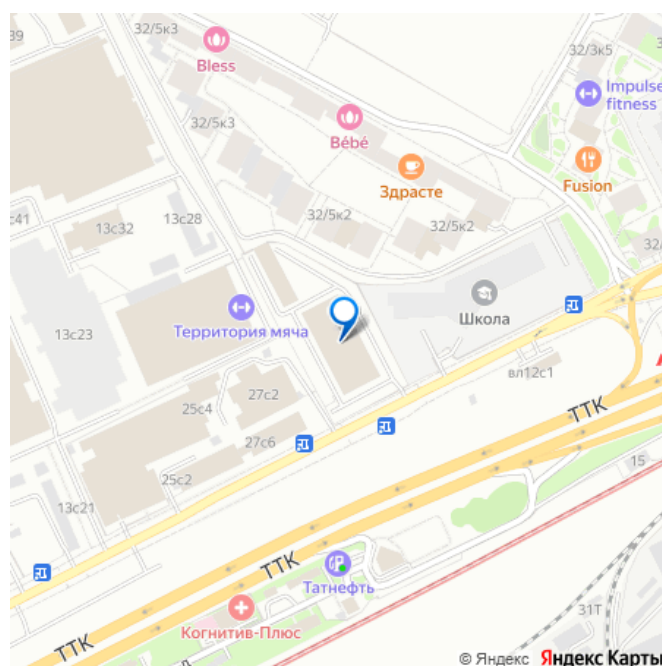 39
32/5к3
Bless
32/3к5
Impulse
fitness
32/5к3
Bébé
Здрасте
Fusion
с41
13с28
13с32
32/5к2
32/5к2
32/
13с23
Территория мяча
Школа
вл12с1
27с2
25с4
ТТК
27с6
25с2
13с21
15
ТТК
Татнефть
31Т
Когнитив-Плюс
ТТК
© Яндекс Яндекс Карты